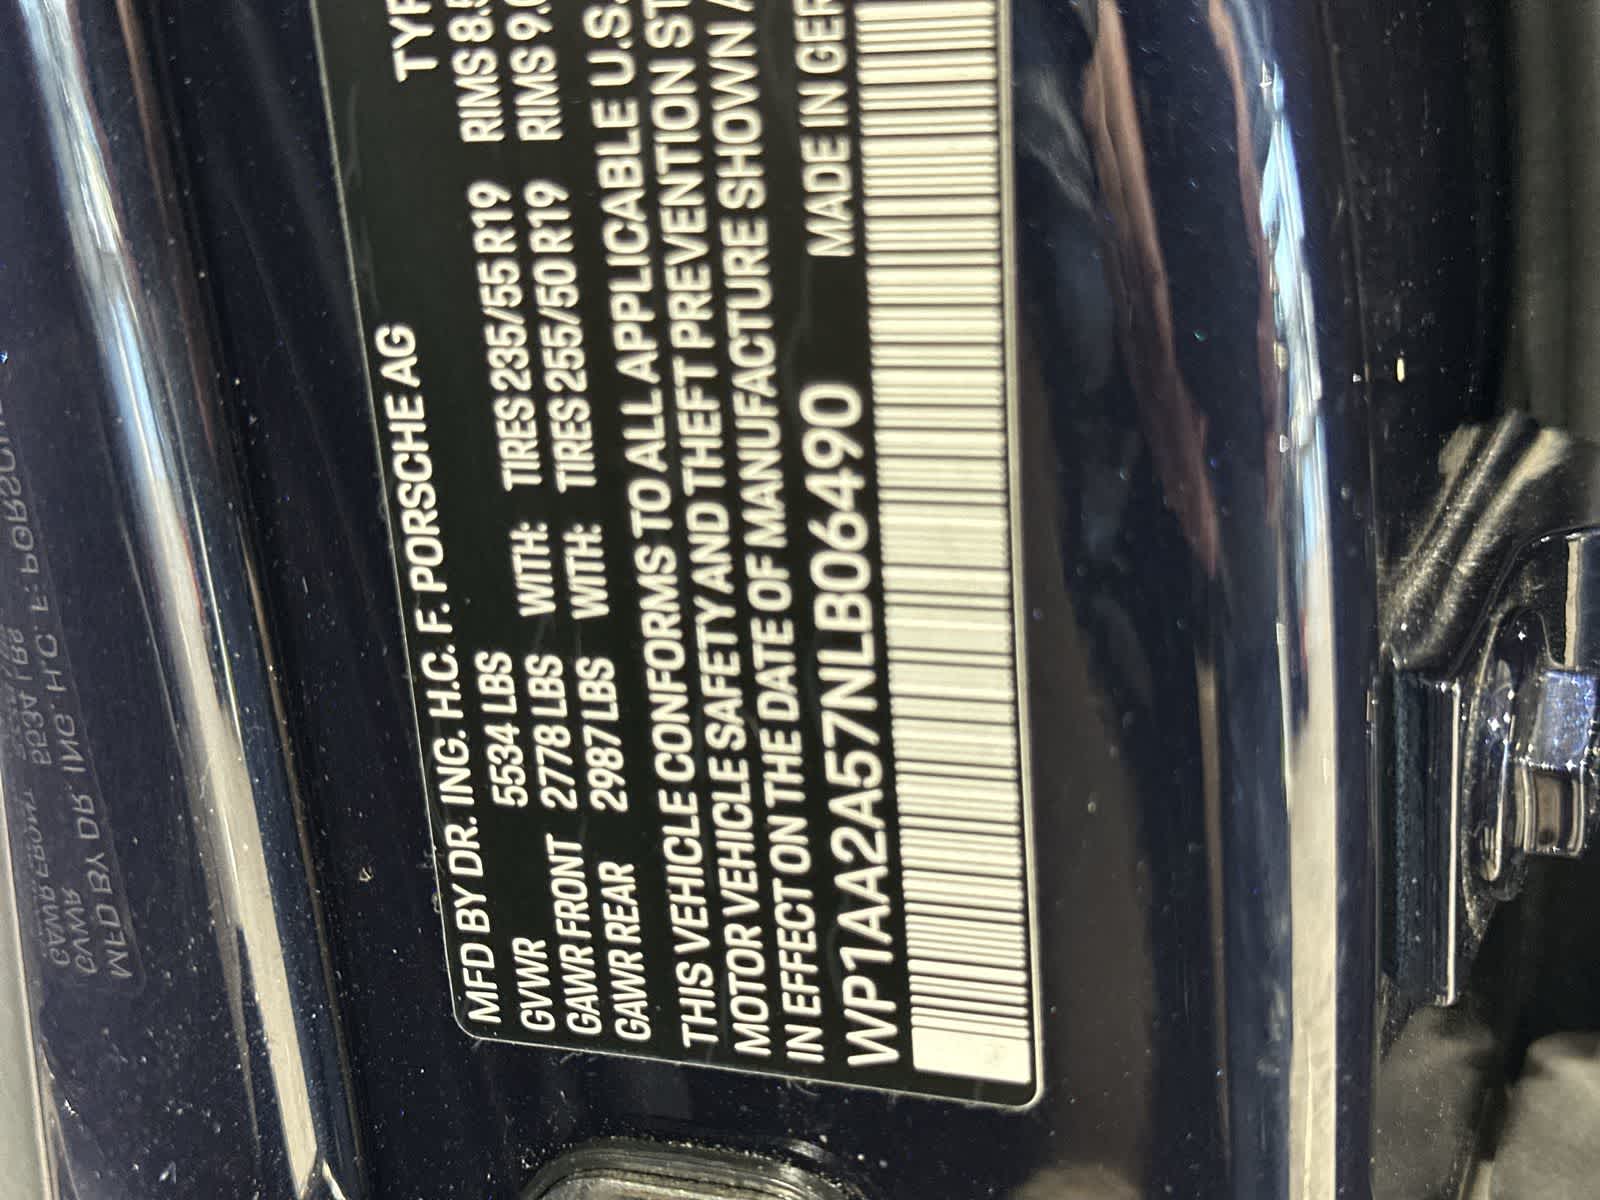 MFD BY DR. ING. H.C. F. PORSCHE AG
GVWR 5534 LBS
GAWR FRONT 2778 LBS WITH: TIRES 235/55 R19 RIMS 8.5
GAWR REAR 2987 LBS WITH: TIRES 255/50 R19 RIMS 9.0
THIS VEHICLE CONFORMS TO ALL APPLICABLE U.S.
MOTOR VEHICLE SAFETY AND THEFT PREVENTION ST
IN EFFECT ON THE DATE OF MANUFACTURE SHOWN A
WP1AA2A57NLB06490 MADE IN GER